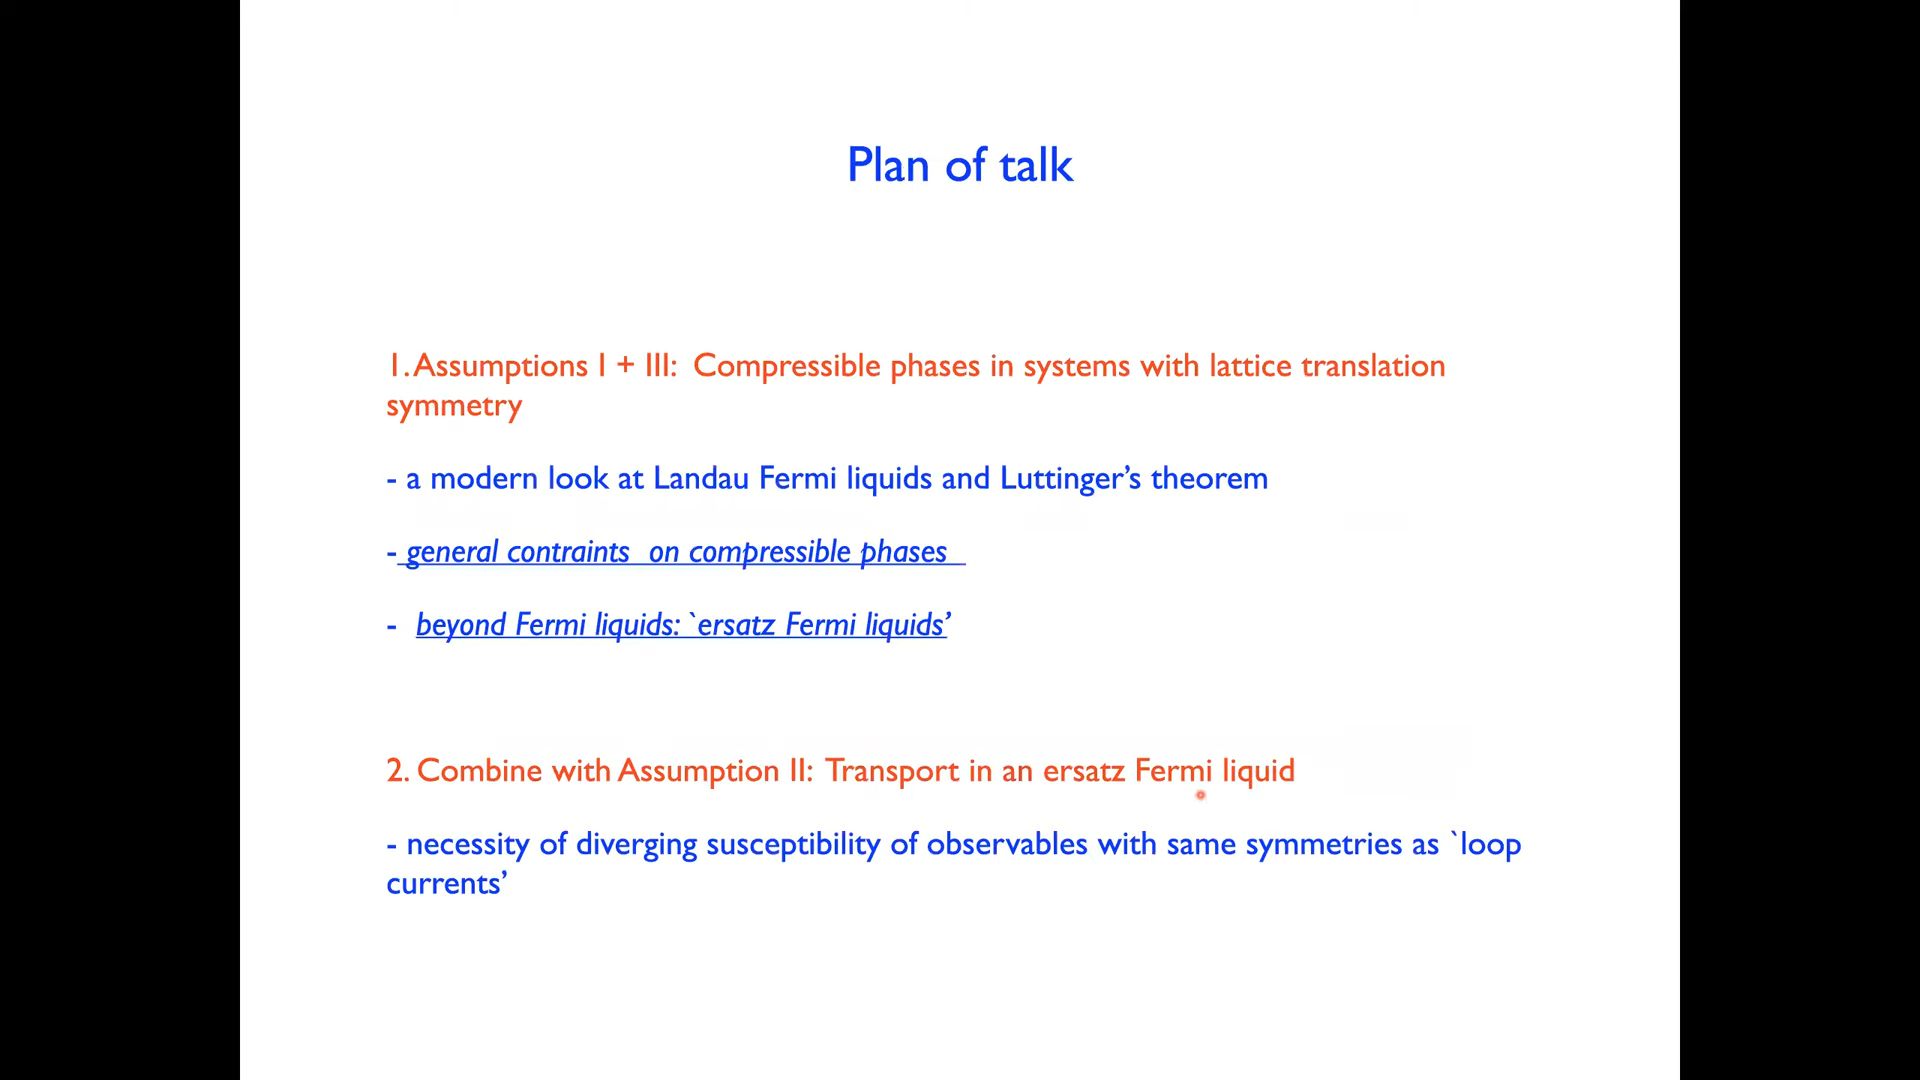 Plan of talk
1. Assumptions I + III: Compressible phases in systems with lattice translation
symmetry
- a modern look at Landau Fermi liquids and Luttinger’s theorem
- general contraints on compressible phases
- beyond Fermi liquids: `ersatz Fermi liquids’
2. Combine with Assumption II: Transport in an ersatz Fermi liquid
- necessity of diverging susceptibility of observables with same symmetries as `loop
currents’